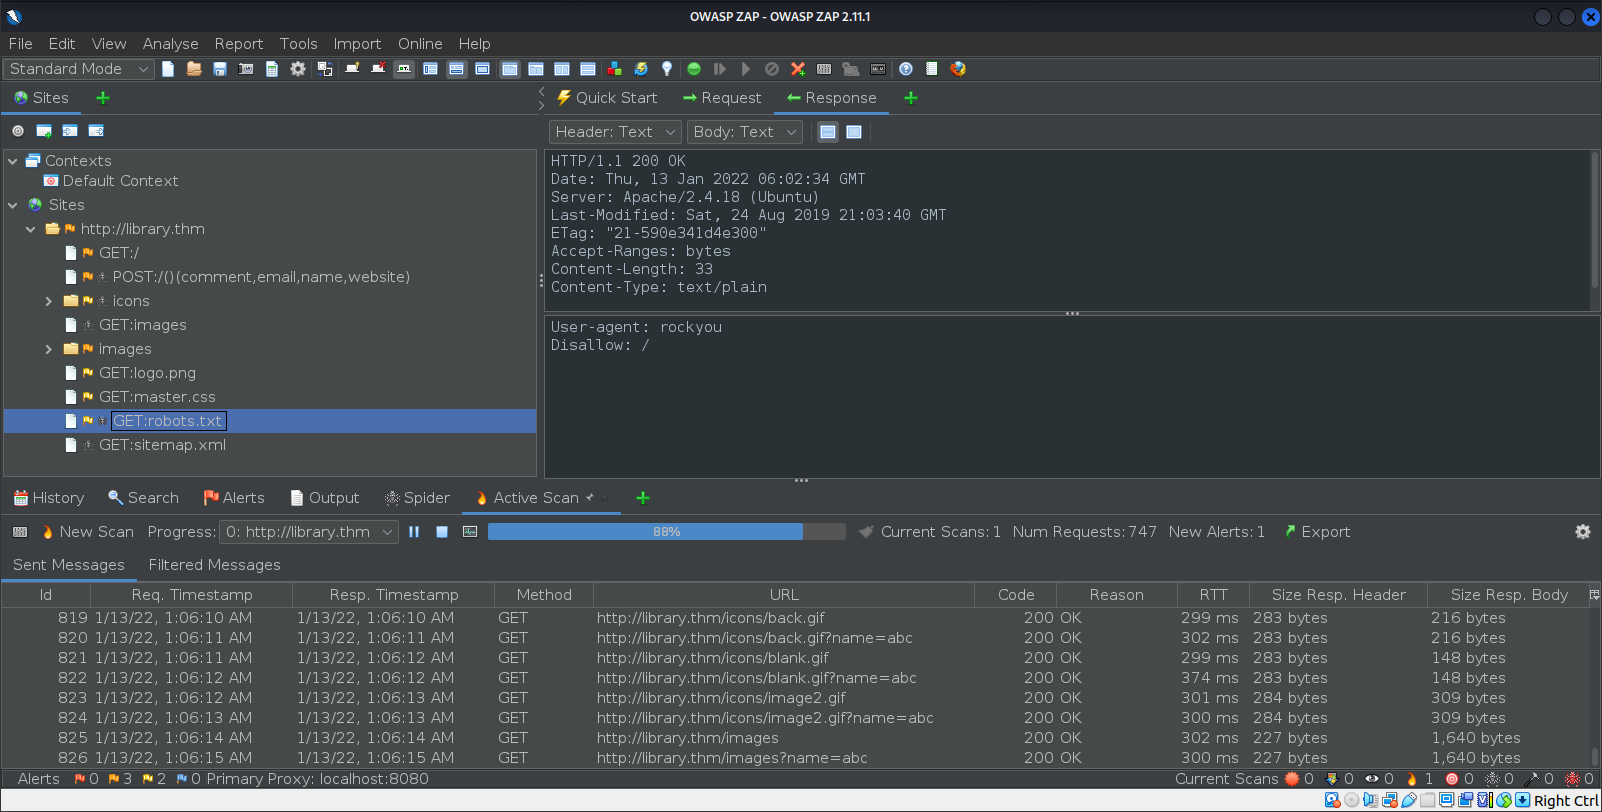 OWASP ZAP - OWASP ZAP 2.11.1
File Edit View Analyse Report Tools Import Online Help
Standard Mode
Sites
Quick Start Request Response
Header: Text Body: Text
Contexts
Default Context
Sites
http://library.thm
GET:/
POST:/()(comment,email,name,website)
icons
GET:images
images
GET:logo.png
GET:master.css
GET:robots.txt
GET:sitemap.xml
HTTP/1.1 200 OK
Date: Thu, 13 Jan 2022 06:02:34 GMT
Server: Apache/2.4.18 (Ubuntu)
Last-Modified: Sat, 24 Aug 2019 21:03:40 GMT
ETag: "21-590e341d4e300"
Accept-Ranges: bytes
Content-Length: 33
Content-Type: text/plain
User-agent: rockyou
Disallow: /
History Search Alerts Output Spider Active Scan
New Scan Progress: 0: http://library.thm 88% Current Scans: 1 Num Requests: 747 New Alerts: 1 Export
Sent Messages Filtered Messages
Id Req. Timestamp Resp. Timestamp Method URL Code Reason RTT Size Resp. Header Size Resp. Body
819 1/13/22, 1:06:10 AM 1/13/22, 1:06:10 AM GET http://library.thm/icons/back.gif 200 OK 299 ms 283 bytes 216 bytes
820 1/13/22, 1:06:11 AM 1/13/22, 1:06:11 AM GET http://library.thm/icons/back.gif?name=abc 200 OK 302 ms 283 bytes 216 bytes
821 1/13/22, 1:06:11 AM 1/13/22, 1:06:12 AM GET http://library.thm/icons/blank.gif 200 OK 299 ms 283 bytes 148 bytes
822 1/13/22, 1:06:12 AM 1/13/22, 1:06:12 AM GET http://library.thm/icons/blank.gif?name=abc 200 OK 374 ms 283 bytes 148 bytes
823 1/13/22, 1:06:12 AM 1/13/22, 1:06:13 AM GET http://library.thm/icons/image2.gif 200 OK 301 ms 284 bytes 309 bytes
824 1/13/22, 1:06:13 AM 1/13/22, 1:06:13 AM GET http://library.thm/icons/image2.gif?name=abc 200 OK 300 ms 284 bytes 309 bytes
825 1/13/22, 1:06:14 AM 1/13/22, 1:06:14 AM GET http://library.thm/images 200 OK 302 ms 227 bytes 1,640 bytes
826 1/13/22, 1:06:15 AM 1/13/22, 1:06:15 AM GET http://library.thm/images?name=abc 200 OK 300 ms 227 bytes 1,640 bytes
Alerts 0 3 2 0 Primary Proxy: localhost:8080 Current Scans 0 0 0 1 0 0 0 0
Right Ctrl